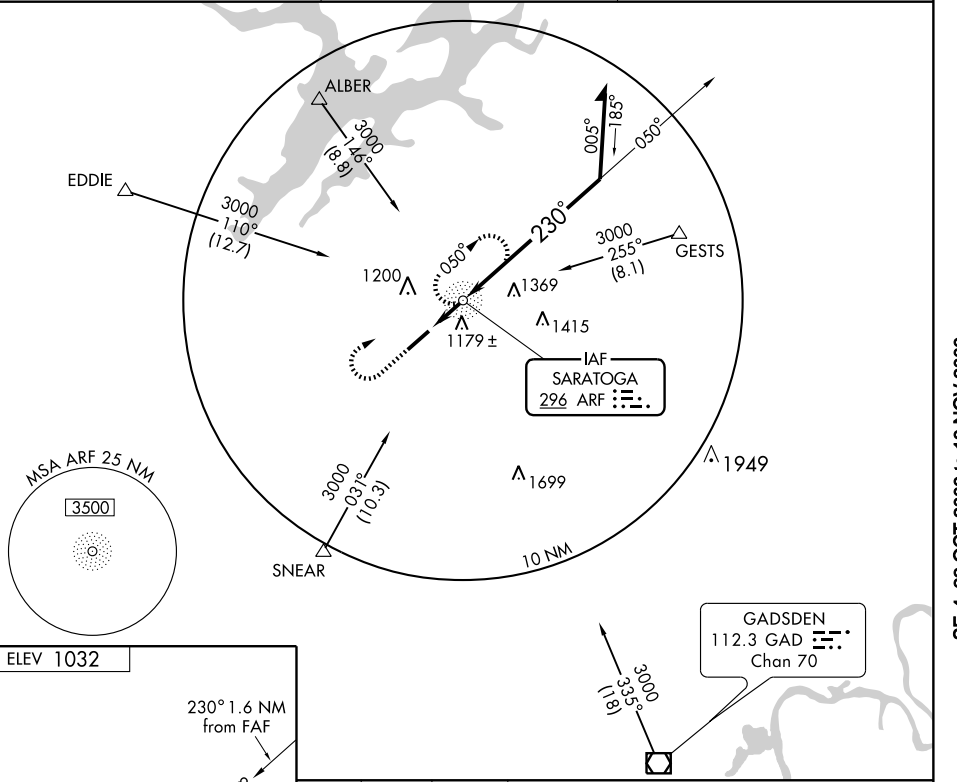 ALBER
3000
146°
(8.8)
EDDIE
3000
110°
(12.7)
005°
185°
050°
230°
050°
3000
255°
(8.1)
GESTS
1200
1369
1415
1179 ±
IAF
SARATOGA
296 ARF
1949
1699
3000
031°
(10.3)
SNEAR
10 NM
MSA ARF 25 NM
3500
GADSDEN
112.3 GAD
Chan 70
3000
335°
(18)
ELEV 1032
230° 1.6 NM
from FAF